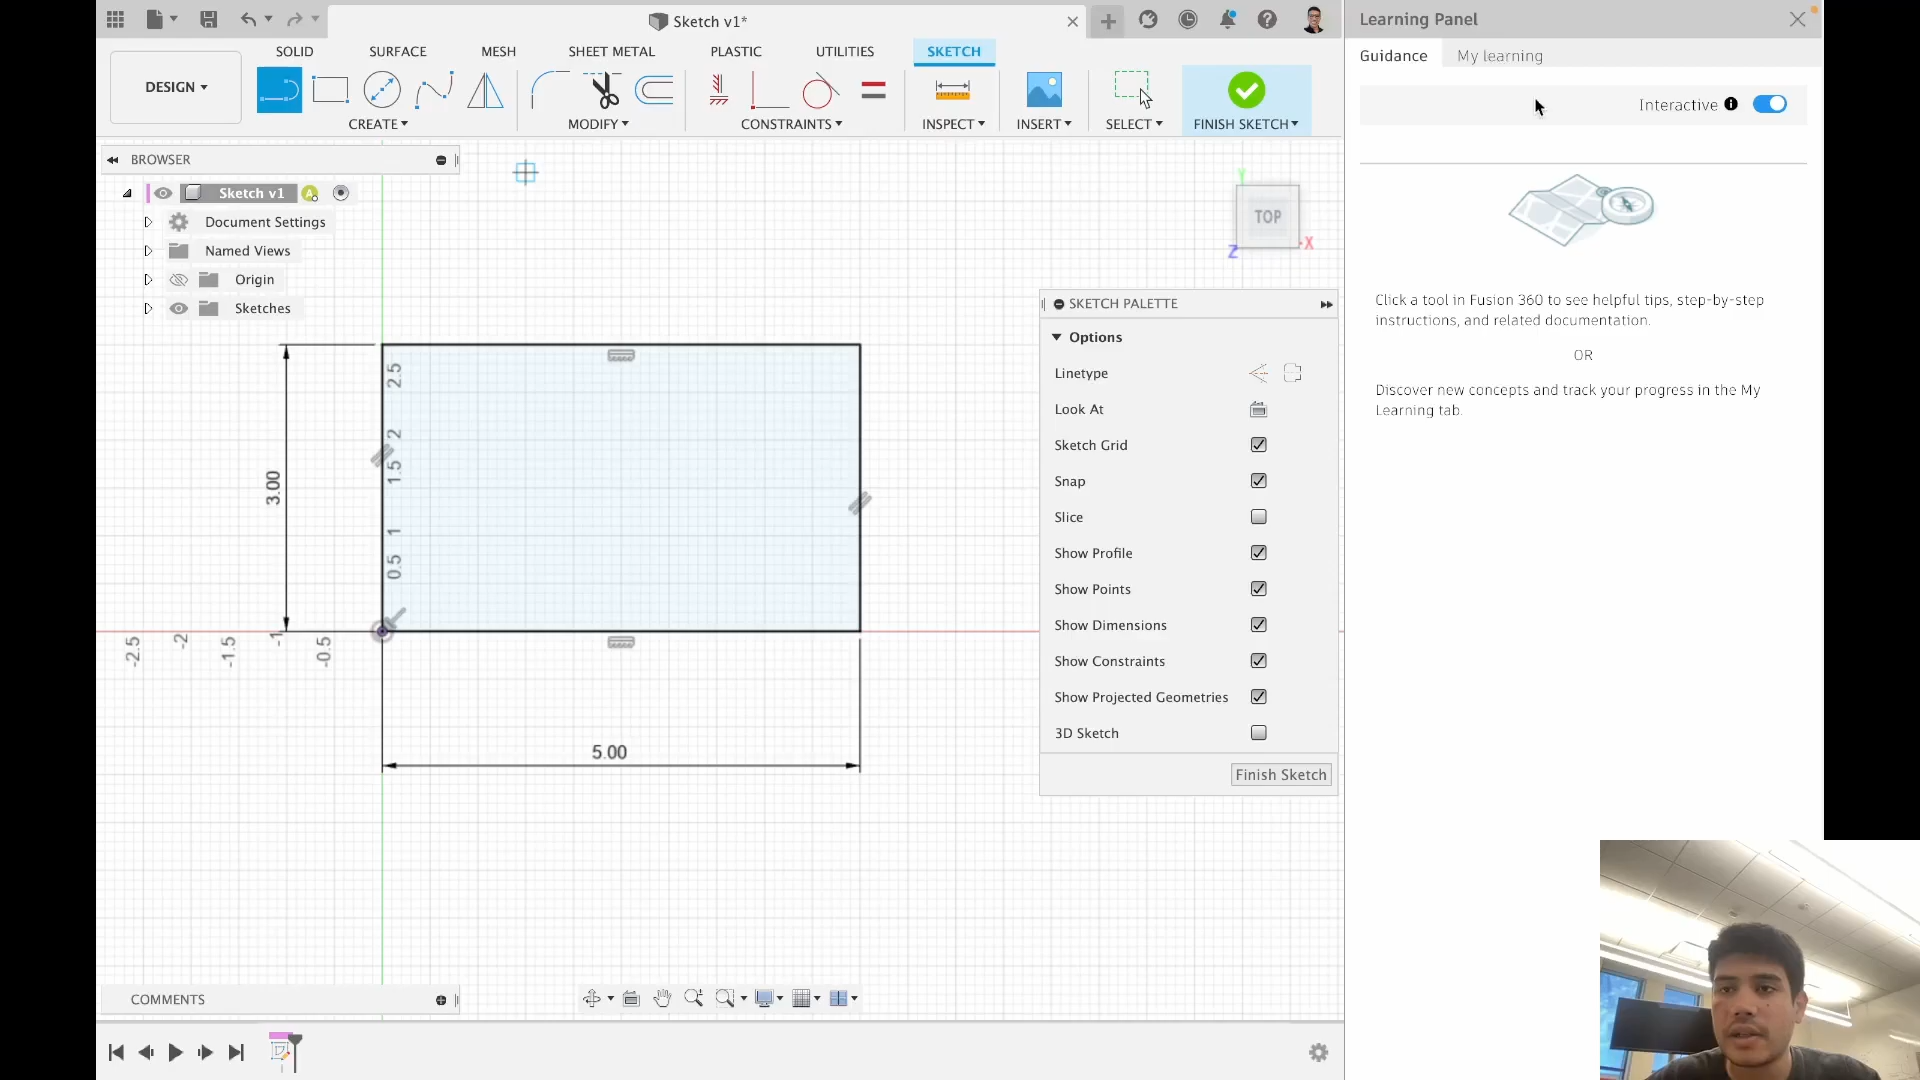 Sketch v1*
Learning Panel
SOLID
SURFACE
MESH
SHEET METAL
PLASTIC
UTILITIES
SKETCH
Guidance
My learning
DESIGN
CREATE
MODIFY
CONSTRAINTS
INSPECT
INSERT
SELECT
FINISH SKETCH
Interactive
BROWSER
Sketch v1
Document Settings
Named Views
Origin
Sketches
Y
TOP
X
Z
Click a tool in Fusion 360 to see helpful tips, step-by-step
instructions, and related documentation.
OR
Discover new concepts and track your progress in the My
Learning tab.
SKETCH PALETTE
Options
Linetype
Look At
Sketch Grid
Snap
Slice
Show Profile
Show Points
Show Dimensions
Show Constraints
Show Projected Geometries
3D Sketch
Finish Sketch
2.5
2
1.5
1
0.5
3.00
-2.5
-2
-1.5
-1
-0.5
5.00
COMMENTS